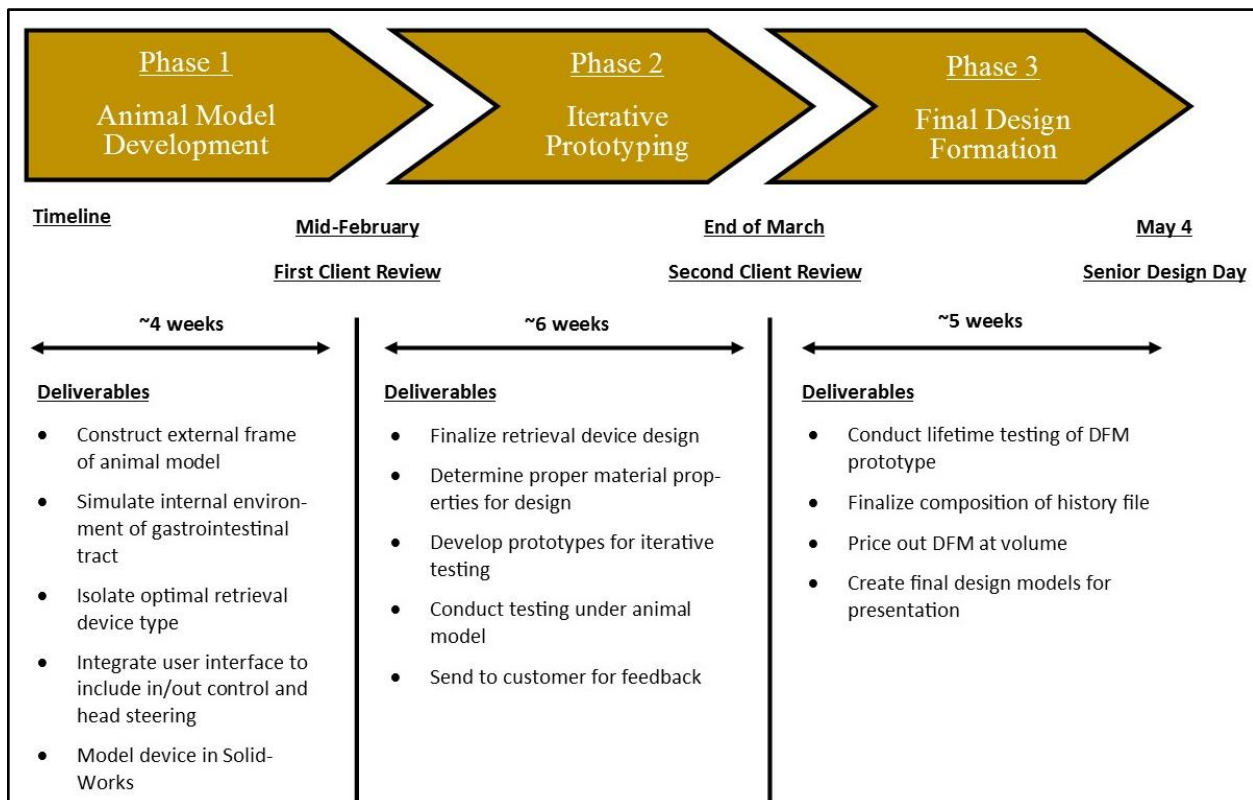 Phase 1
Animal Model
Development
Phase 2
Iterative
Prototyping
Phase 3
Final Design
Formation
Timeline
Mid-February
First Client Review
End of March
Second Client Review
May 4
Senior Design Day
~4 weeks
~6 weeks
~5 weeks
Deliverables
• Construct external frame
of animal model
• Simulate internal environ-
ment of gastrointestinal
tract
• Isolate optimal retrieval
device type
• Integrate user interface to
include in/out control and
head steering
• Model device in Solid-
Works
Deliverables
• Finalize retrieval device design
• Determine proper material prop-
erties for design
• Develop prototypes for iterative
testing
• Conduct testing under animal
model
• Send to customer for feedback
Deliverables
• Conduct lifetime testing of DFM
prototype
• Finalize composition of history file
• Price out DFM at volume
• Create final design models for
presentation